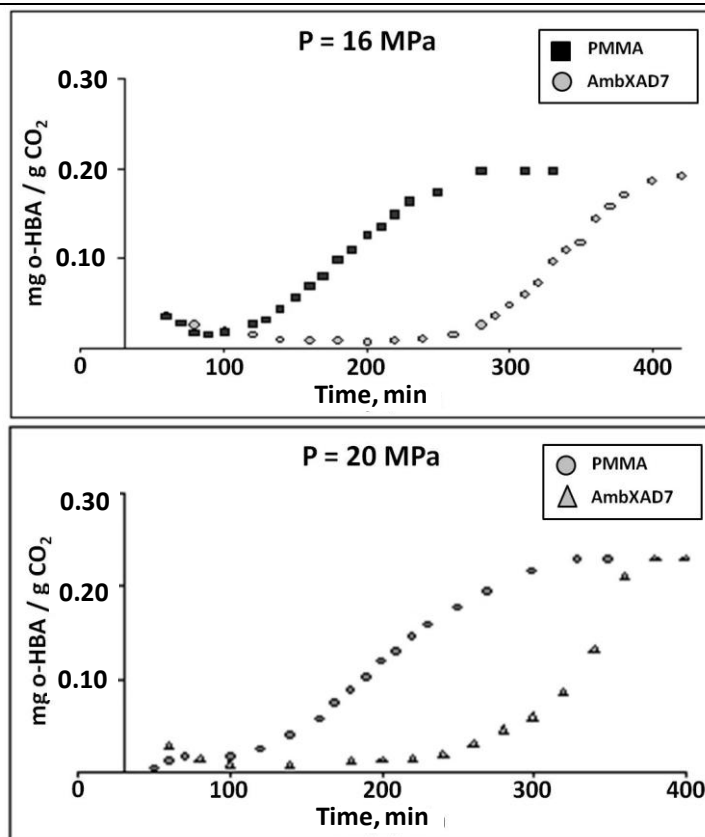 P = 16 MPa
PMMA
AmbXAD7
mg o-HBA / g CO₂
0.30
0.20
0.10
0 100 200 300 400
Time, min
P = 20 MPa
PMMA
AmbXAD7
mg o-HBA / g CO₂
0.30
0.20
0.10
0 100 200 300 400
Time, min